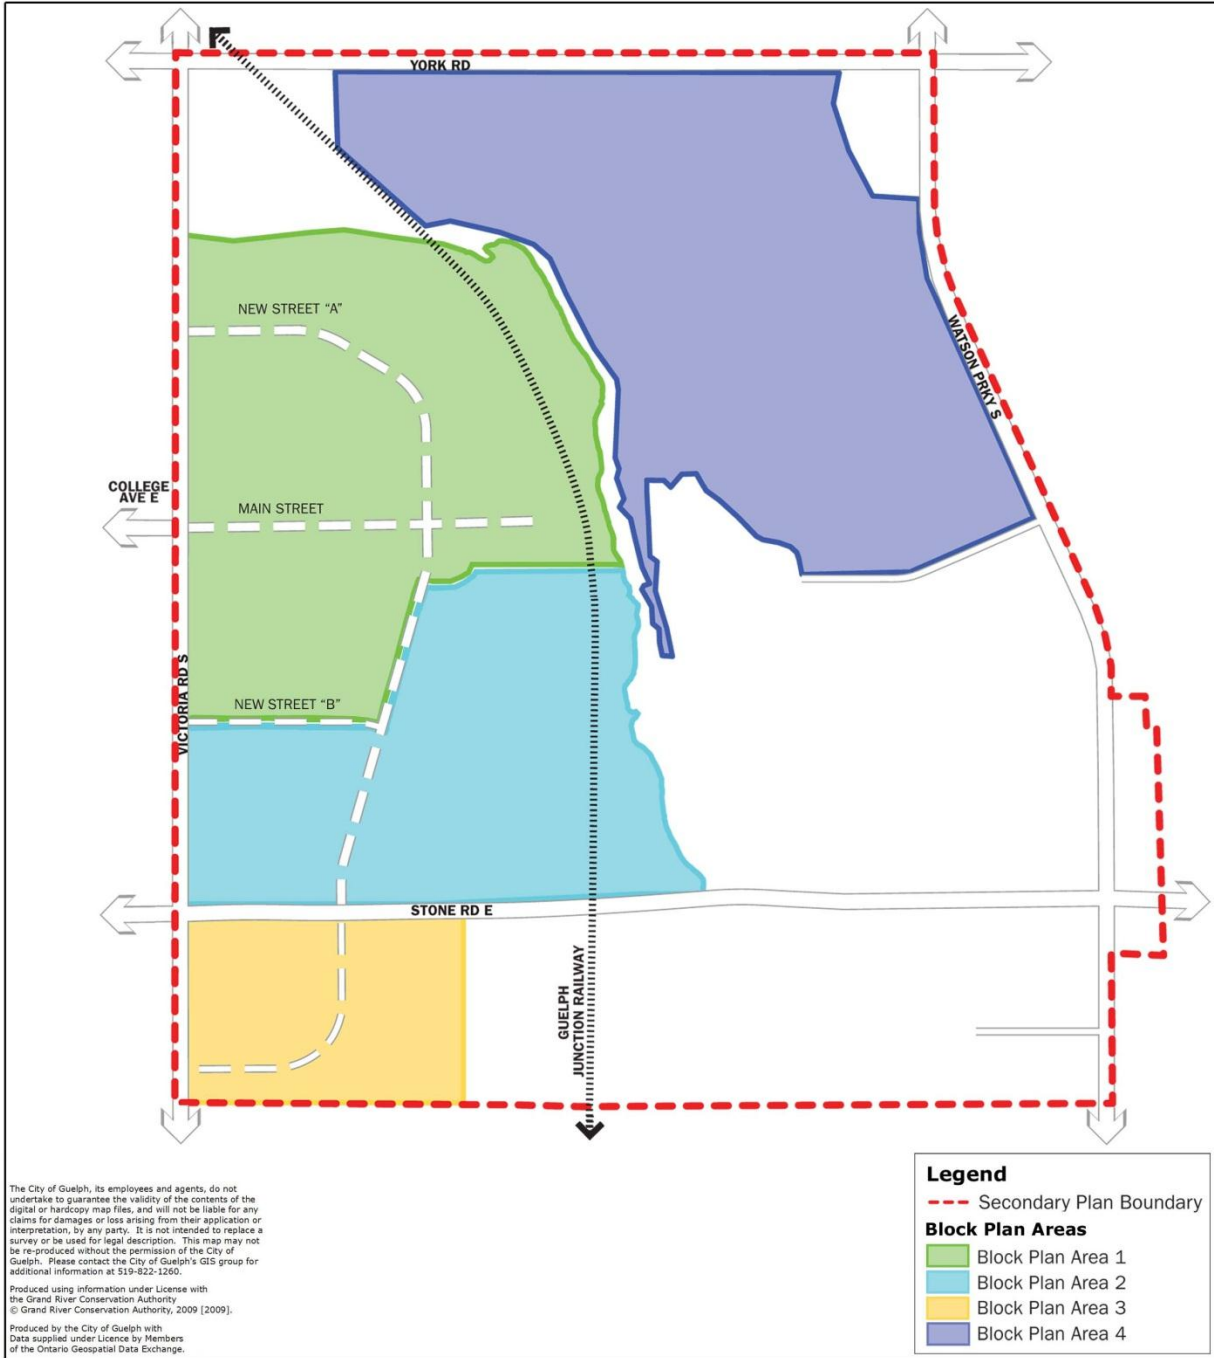 YORK RD
NEW STREET “A”
WATSON PRKY S
COLLEGE
AVE E
MAIN STREET
VICTORIA RD S
NEW STREET “B”
STONE RD E
GUELPH
JUNCTION RAILWAY
The City of Guelph, its employees and agents, do not
undertake to guarantee the validity of the contents of the
digital or hardcopy map files, and will not be liable for any
claims for damages or loss arising from their application or
interpretation, by any party. It is not intended to replace a
survey or be used for legal description. This map may not
be re-produced without the permission of the City of
Guelph. Please contact the City of Guelph's GIS group for
additional information at 519-822-1260.
Produced using information under License with
the Grand River Conservation Authority
© Grand River Conservation Authority, 2009 [2009].
Produced by the City of Guelph with
Data supplied under Licence by Members
of the Ontario Geospatial Data Exchange.
Legend
Secondary Plan Boundary
Block Plan Areas
Block Plan Area 1
Block Plan Area 2
Block Plan Area 3
Block Plan Area 4